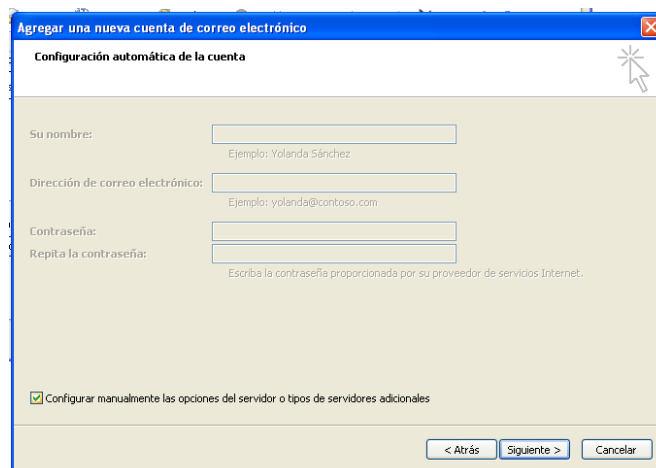 Agregar una nueva cuenta de correo electrónico
Configuración automática de la cuenta
Su nombre:
Ejemplo: Yolanda Sánchez
Dirección de correo electrónico:
Ejemplo: yolanda@contoso.com
Contraseña:
Repita la contraseña:
Escriba la contraseña proporcionada por su proveedor de servicios Internet.
Configurar manualmente las opciones del servidor o tipos de servidores adicionales
< Atrás Siguiente > Cancelar